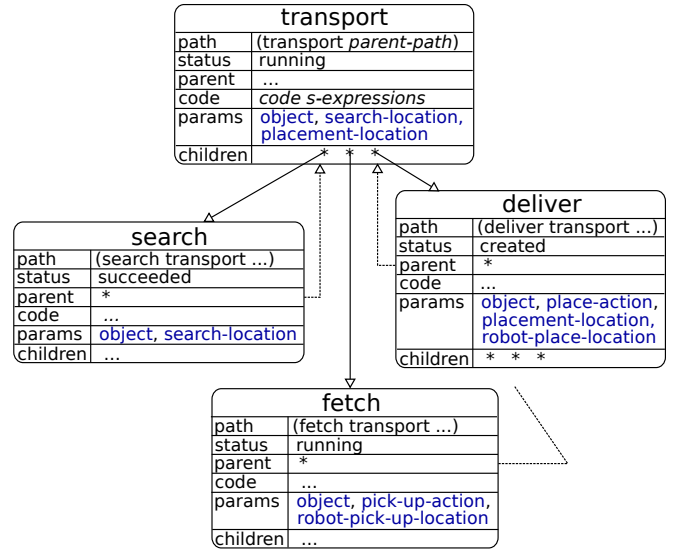 transport
path (transport parent-path)
status running
parent ...
code code s-expressions
params object, search-location,
placement-location
children * * *
search
path (search transport ...)
status succeeded
parent *
code ...
params object, search-location
children ...
deliver
path (deliver transport ...)
status created
parent *
code ...
params object, place-action,
placement-location,
robot-place-location
children * * *
fetch
path (fetch transport ...)
status running
parent *
code ...
params object, pick-up-action,
robot-pick-up-location
children ...